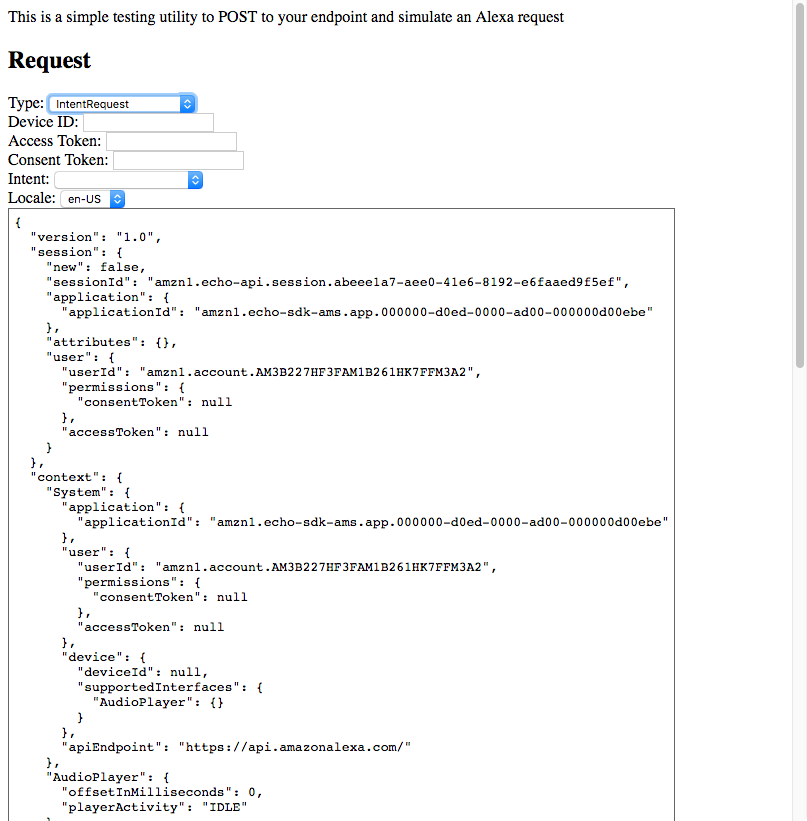 This is a simple testing utility to POST to your endpoint and simulate an Alexa request
Request
Type: IntentRequest
Device ID:
Access Token:
Consent Token:
Intent:
Locale: en-US
{
  "version": "1.0",
  "session": {
    "new": false,
    "sessionId": "amzn1.echo-api.session.abeee1a7-aee0-41e6-8192-e6faaed9f5ef",
    "application": {
      "applicationId": "amzn1.echo-sdk-ams.app.000000-d0ed-0000-ad00-000000d00ebe"
    },
    "attributes": {},
    "user": {
      "userId": "amzn1.account.AM3B227HF3FAM1B261HK7FFM3A2",
      "permissions": {
        "consentToken": null
      },
      "accessToken": null
    }
  },
  "context": {
    "System": {
      "application": {
        "applicationId": "amzn1.echo-sdk-ams.app.000000-d0ed-0000-ad00-000000d00ebe"
      },
      "user": {
        "userId": "amzn1.account.AM3B227HF3FAM1B261HK7FFM3A2",
        "permissions": {
          "consentToken": null
        },
        "accessToken": null
      },
      "device": {
        "deviceId": null,
        "supportedInterfaces": {
          "AudioPlayer": {}
        }
      },
      "apiEndpoint": "https://api.amazonalexa.com/"
    },
    "AudioPlayer": {
      "offsetInMilliseconds": 0,
      "playerActivity": "IDLE"